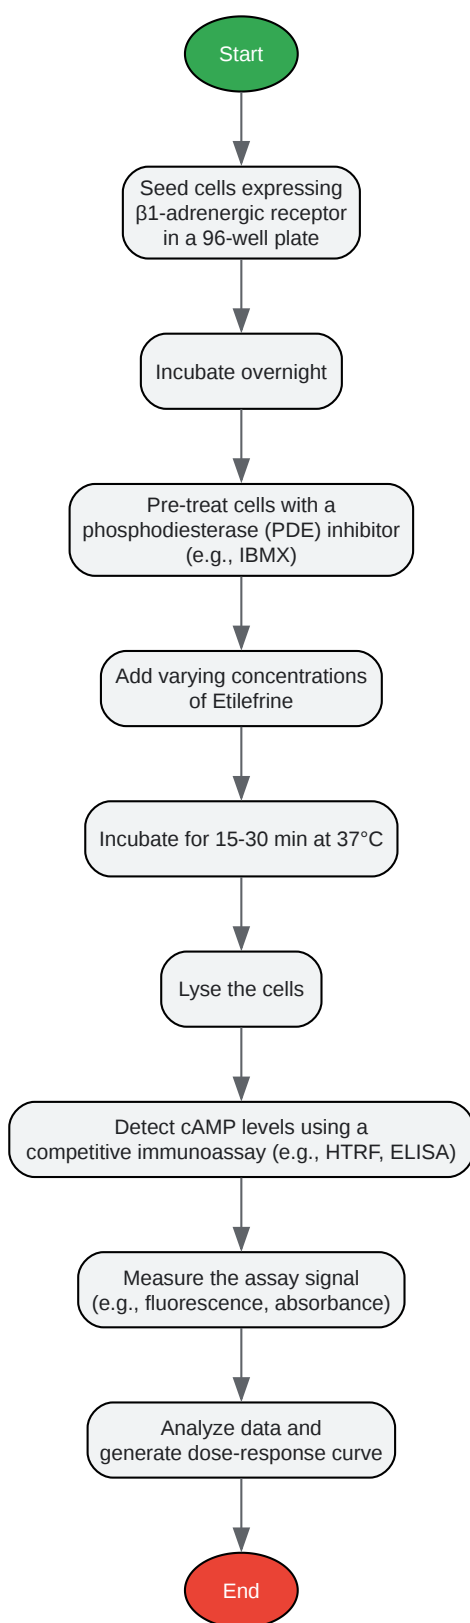 Start
Seed cells expressing
β1-adrenergic receptor
in a 96-well plate
Incubate overnight
Pre-treat cells with a
phosphodiesterase (PDE) inhibitor
(e.g., IBMX)
Add varying concentrations
of Etilefrine
Incubate for 15-30 min at 37°C
Lyse the cells
Detect cAMP levels using a
competitive immunoassay (e.g., HTRF, ELISA)
Measure the assay signal
(e.g., fluorescence, absorbance)
Analyze data and
generate dose-response curve
End